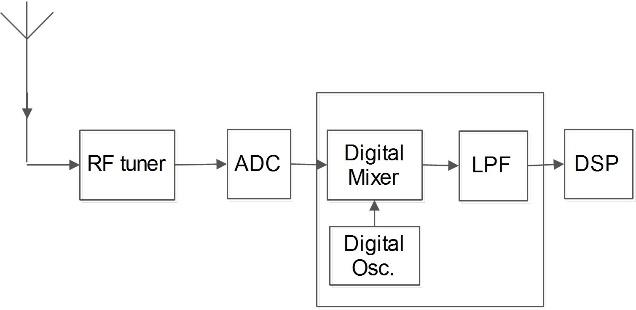 RF tuner
ADC
Digital
Mixer
LPF
DSP
Digital
Osc.